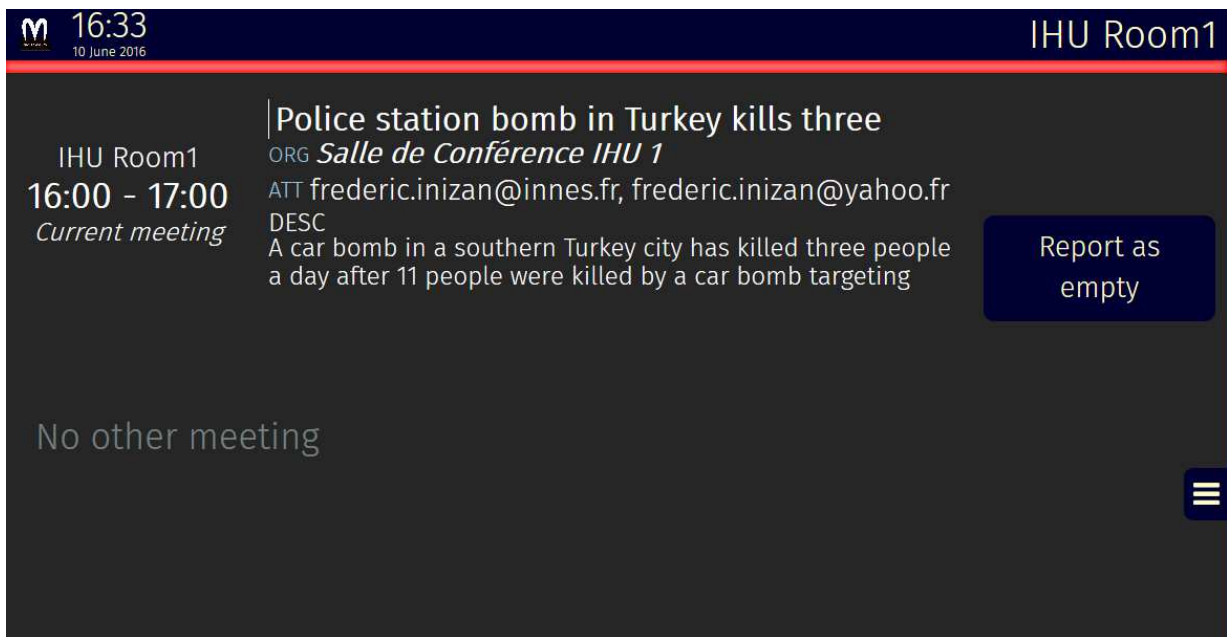 16:33
10 June 2016
IHU Room1
IHU Room1
16:00 - 17:00
Current meeting
Police station bomb in Turkey kills three
ORG Salle de Conférence IHU 1
ATT frederic.inizan@innes.fr, frederic.inizan@yahoo.fr
DESC
A car bomb in a southern Turkey city has killed three people
a day after 11 people were killed by a car bomb targeting
Report as
empty
No other meeting